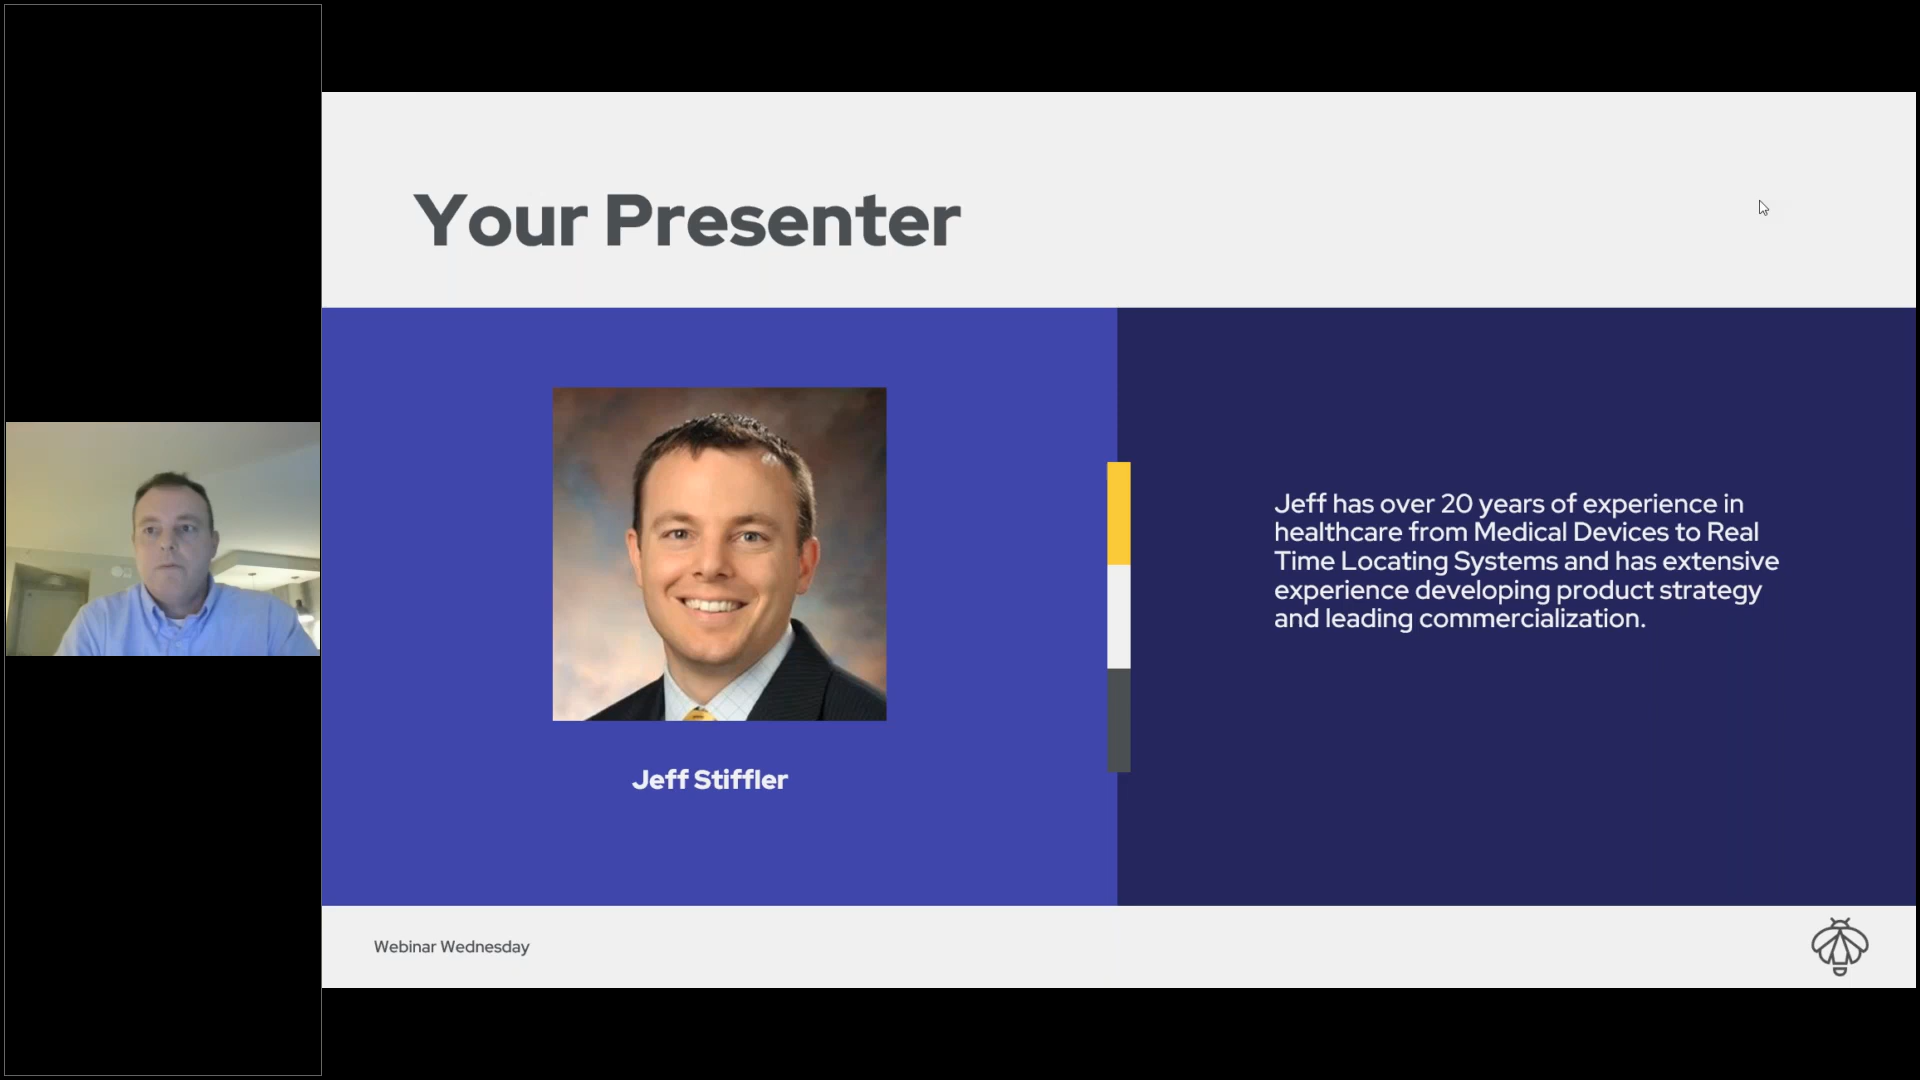 Your Presenter
Jeff has over 20 years of experience in
healthcare from Medical Devices to Real
Time Locating Systems and has extensive
experience developing product strategy
and leading commercialization.
Jeff Stiffler
Webinar Wednesday